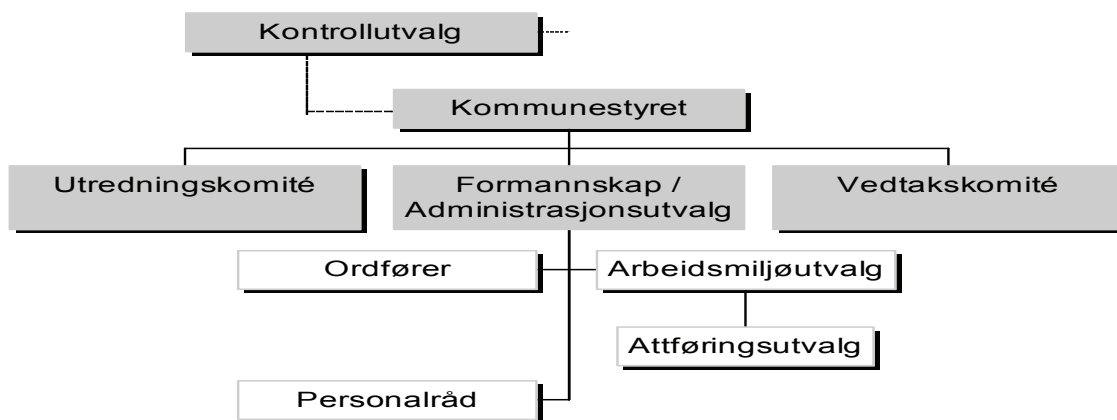 Kontrollutvalg
Kommunestyret
Utredningskomité
Formannskap /
Administrasjonsutvalg
Vedtakskomité
Ordfører
Arbeidsmiljøutvalg
Attføringsutvalg
Personalråd